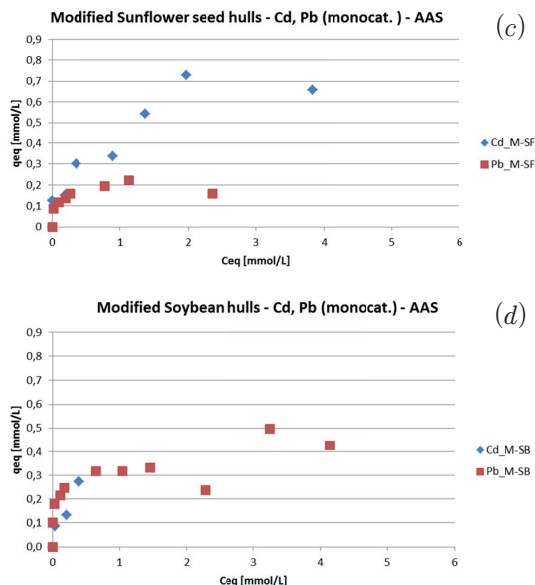 Modified Sunflower seed hulls - Cd, Pb (monocat. ) - AAS
(c)
0,9
0,8
0,7
0,6
0,5
0,4
0,3
0,2
0,1
0
qeq [mmol/L]
0 1 2 3 4 5 6
Ceq [mmol/L]
Cd_M-SF
Pb_M-SF
Modified Soybean hulls - Cd, Pb (monocat.) - AAS
(d)
0,9
0,8
0,7
0,6
0,5
0,4
0,3
0,2
0,1
0,0
qeq [mmol/L]
0 1 2 3 4 5 6
Ceq [mmol/L]
Cd_M-SB
Pb_M-SB